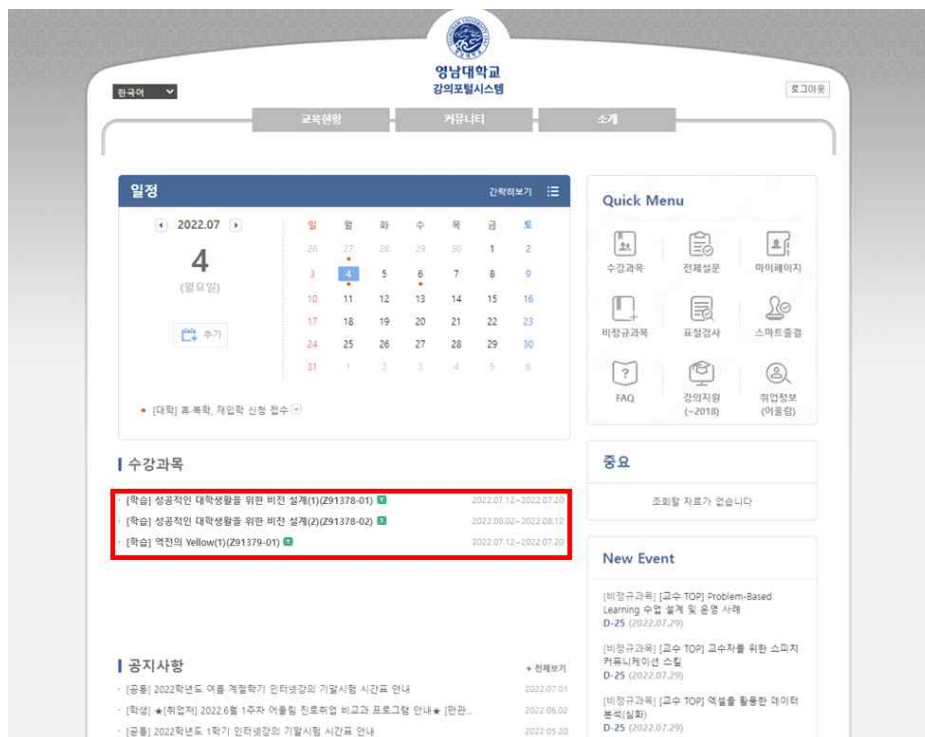 영남대학교
강의포털시스템
한국어
로그아웃
교육현황 커뮤니티 소개
일정 간략히보기
2022.07
4
(월요일)
추가
일 월 화 수 목 금 토
26 27 28 29 30 1 2
3 4 5 6 7 8 9
10 11 12 13 14 15 16
17 18 19 20 21 22 23
24 25 26 27 28 29 30
31 1 2 3 4 5 6
[대학] 휴·복학, 재입학 신청 접수
Quick Menu
수강과목 전체설문 마이페이지
비정규과목 표절검사 스마트출결
FAQ 강의지원 취업정보
(~2018) (어울림)
수강과목
· [학습] 성공적인 대학생활을 위한 비전 설계(1)(Z91378-01) 2022.07.12~2022.07.20
· [학습] 성공적인 대학생활을 위한 비전 설계(2)(Z91378-02) 2022.08.02~2022.08.12
· [학습] 역전의 Yellow(1)(Z91379-01) 2022.07.12~2022.07.20
중요
조회할 자료가 없습니다
New Event
[비정규과목] [교수 TOP] Problem-Based
Learning 수업 설계 및 운영 사례
D-25 (2022.07.29)
[비정규과목] [교수 TOP] 교수자를 위한 스피치
커뮤니케이션 스킬
D-25 (2022.07.29)
[비정규과목] [교수 TOP] 엑셀을 활용한 데이터
분석(심화)
D-25 (2022.07.29)
공지사항 + 전체보기
· [공통] 2022학년도 여름 계절학기 인터넷강의 기말시험 시간표 안내 2022.07.01
· [학생] ★[취업처] 2022.6월 1주차 어울림 진로취업 비교과 프로그램 안내★ [만관... 2022.06.02
· [공통] 2022학년도 1학기 인터넷강의 기말시험 시간표 안내 2022.05.20